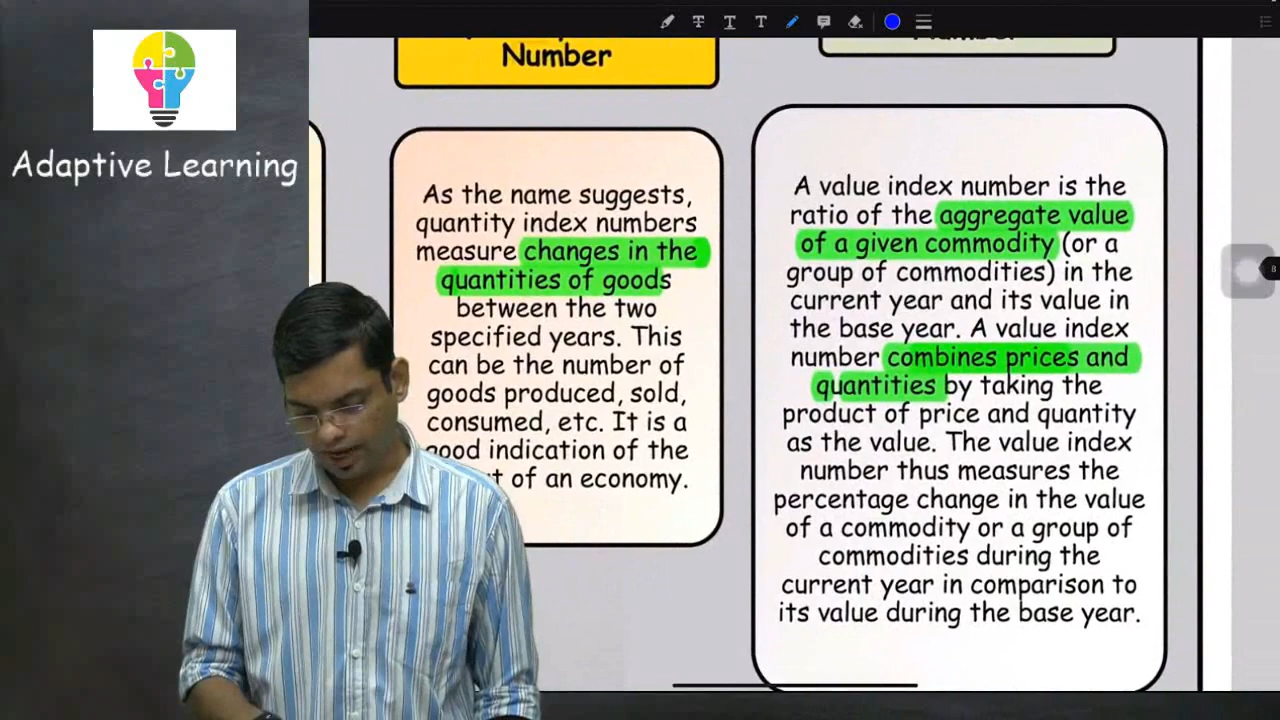 Adaptive Learning
Number
As the name suggests,
quantity index numbers
measure changes in the
quantities of goods
between the two
specified years. This
can be the number of
goods produced, sold,
consumed, etc. It is a
good indication of the
of an economy.
Number
A value index number is the
ratio of the aggregate value
of a given commodity (or a
group of commodities) in the
current year and its value in
the base year. A value index
number combines prices and
quantities by taking the
product of price and quantity
as the value. The value index
number thus measures the
percentage change in the value
of a commodity or a group of
commodities during the
current year in comparison to
its value during the base year.
T
T
T
8